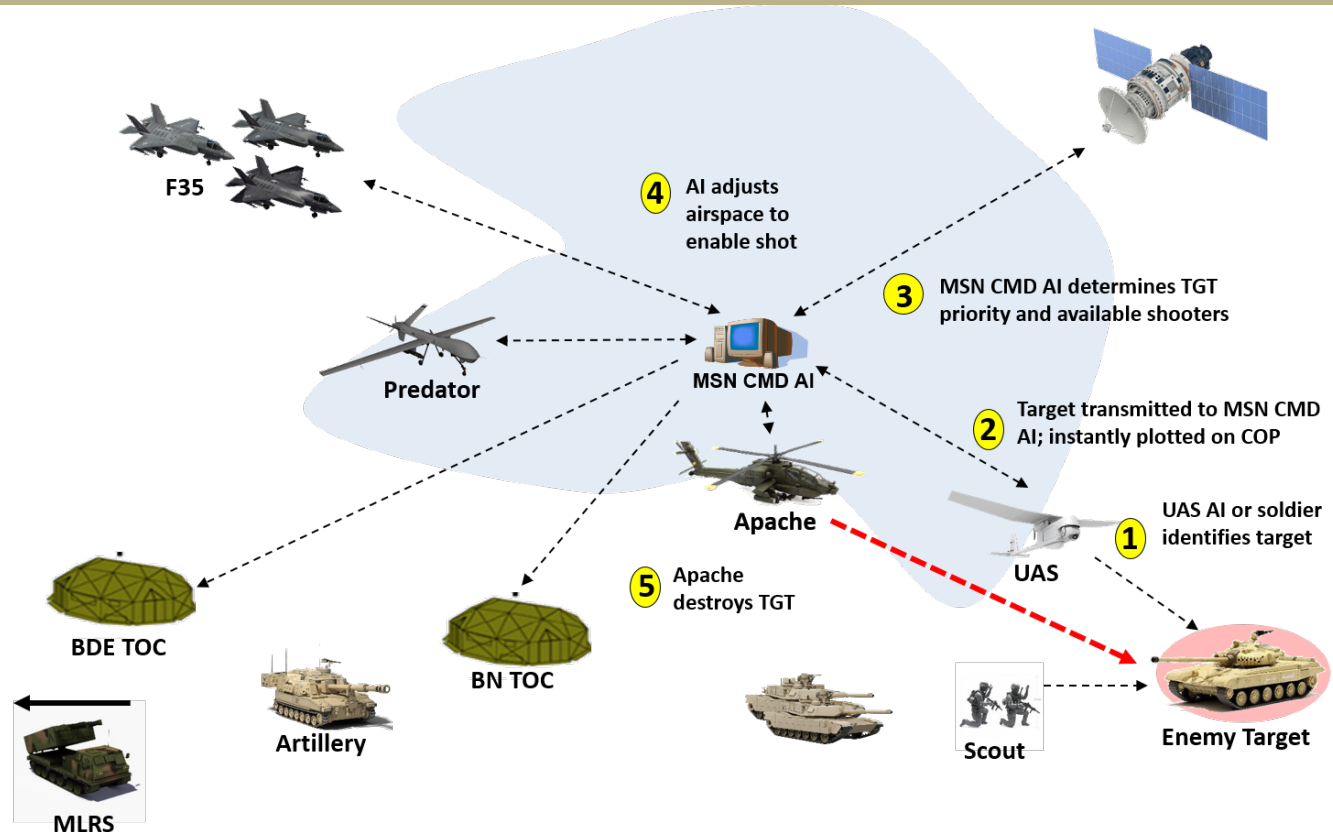 F35
4
AI adjusts
airspace to
enable shot
3
MSN CMD AI determines TGT
priority and available shooters
Predator
MSN CMD AI
2
Target transmitted to MSN CMD
AI; instantly plotted on COP
Apache
1
UAS AI or soldier
identifies target
UAS
5
Apache
destroys TGT
BDE TOC
BN TOC
Artillery
Scout
Enemy Target
MLRS